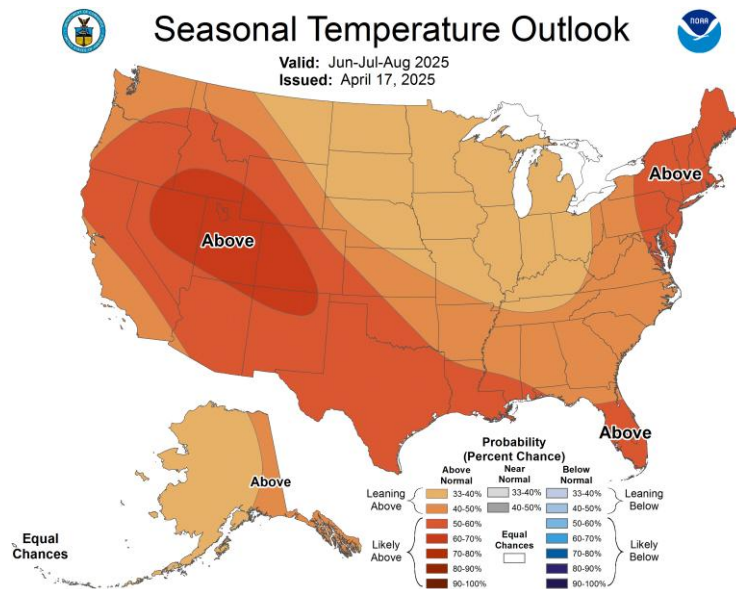 Seasonal Temperature Outlook
NOAA
Valid: Jun-Jul-Aug 2025
Issued: April 17, 2025
Above
Above
Above
Above
Equal
Chances
Probability
(Percent Chance)
Above
Normal
Near
Normal
Below
Normal
Leaning
Above
33-40%
33-40%
33-40%
Leaning
Below
40-50%
40-50%
40-50%
Likely
Above
50-60%
60-70%
70-80%
80-90%
90-100%
Equal
Chances
50-60%
60-70%
70-80%
80-90%
90-100%
Likely
Below